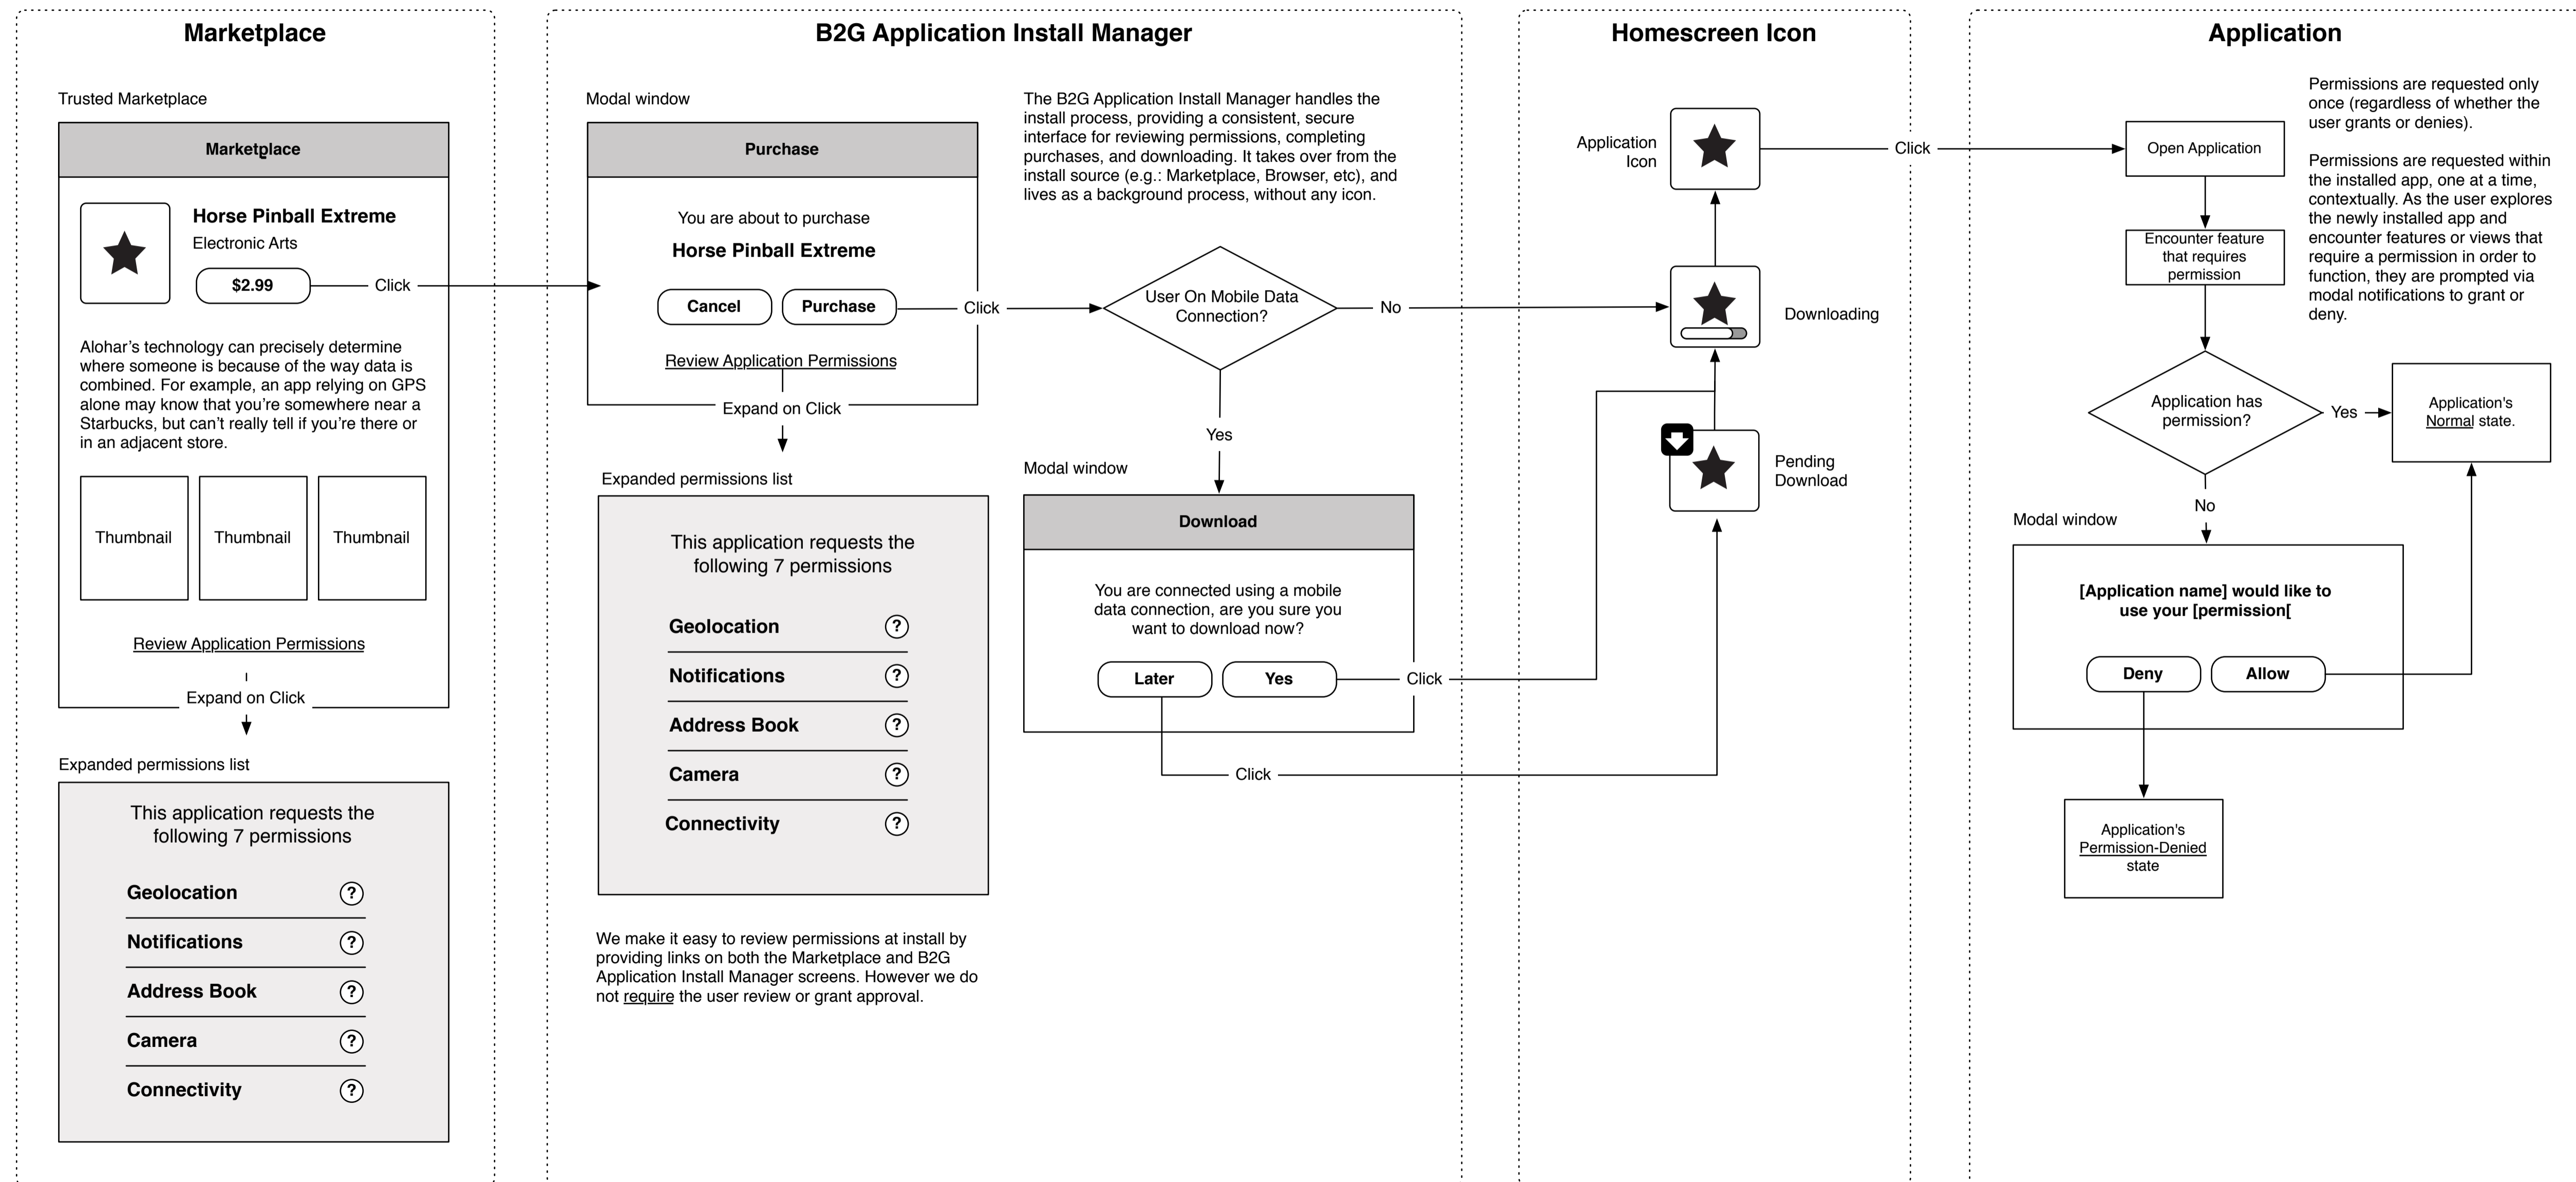 Marketplace
Trusted Marketplace
Marketplace
Horse Pinball Extreme
Electronic Arts
$2.99
Click
Alohar’s technology can precisely determine
where someone is because of the way data is
combined. For example, an app relying on GPS
alone may know that you’re somewhere near a
Starbucks, but can’t really tell if you’re there or
in an adjacent store.
Thumbnail
Thumbnail
Thumbnail
Review Application Permissions
Expand on Click
Expanded permissions list
This application requests the
following 7 permissions
Geolocation ?
Notifications ?
Address Book ?
Camera ?
Connectivity ?
B2G Application Install Manager
Modal window
Purchase
You are about to purchase
Horse Pinball Extreme
Cancel
Purchase
Click
Review Application Permissions
Expand on Click
Expanded permissions list
This application requests the
following 7 permissions
Geolocation ?
Notifications ?
Address Book ?
Camera ?
Connectivity ?
We make it easy to review permissions at install by
providing links on both the Marketplace and B2G
Application Install Manager screens. However we do
not require the user review or grant approval.
The B2G Application Install Manager handles the
install process, providing a consistent, secure
interface for reviewing permissions, completing
purchases, and downloading. It takes over from the
install source (e.g.: Marketplace, Browser, etc), and
lives as a background process, without any icon.
User On Mobile Data
Connection?
No
Yes
Modal window
Download
You are connected using a mobile
data connection, are you sure you
want to download now?
Later
Yes
Click
Click
Homescreen Icon
Application
Icon
Click
Downloading
Pending
Download
Application
Permissions are requested only
once (regardless of whether the
user grants or denies).
Permissions are requested within
the installed app, one at a time,
contextually. As the user explores
the newly installed app and
encounter features or views that
require a permission in order to
function, they are prompted via
modal notifications to grant or
deny.
Open Application
Encounter feature
that requires
permission
Application has
permission?
Yes
Application's
Normal state.
No
Modal window
[Application name] would like to
use your [permission[
Deny
Allow
Application's
Permission-Denied
state